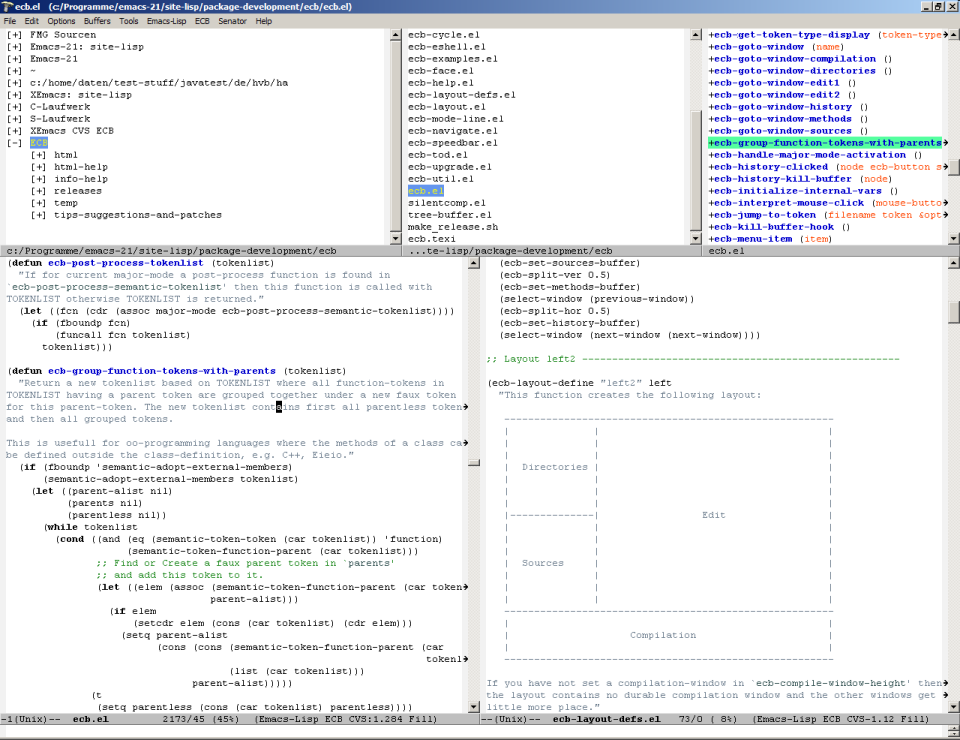 ecb.el   (c:/Programme/emacs-21/site-lisp/package-development/ecb/ecb.el)
File Edit Options Buffers Tools Emacs-Lisp ECB Senator Help
[+] FMG Sourcen
[+] Emacs-21: site-lisp
[+] Emacs-21
[+] ~
[+] c:/home/daten/test-stuff/javatest/de/hvb/ha
[+] XEmacs: site-lisp
[+] C-Laufwerk
[+] S-Laufwerk
[+] XEmacs CVS ECB
[-] ECB
[+] html
[+] html-help
[+] info-help
[+] releases
[+] temp
[+] tips-suggestions-and-patches
c:/Programme/emacs-21/site-lisp/package-development/ecb
ecb-cycle.el
ecb-eshell.el
ecb-examples.el
ecb-face.el
ecb-help.el
ecb-layout-defs.el
ecb-layout.el
ecb-mode-line.el
ecb-navigate.el
ecb-speedbar.el
ecb-tod.el
ecb-upgrade.el
ecb-util.el
ecb.el
silentcomp.el
tree-buffer.el
make_release.sh
ecb.texi
...te-lisp/package-development/ecb
+ecb-get-token-type-display (token-type
+ecb-goto-window (name)
+ecb-goto-window-compilation ()
+ecb-goto-window-directories ()
+ecb-goto-window-edit1 ()
+ecb-goto-window-edit2 ()
+ecb-goto-window-history ()
+ecb-goto-window-methods ()
+ecb-goto-window-sources ()
+ecb-group-function-tokens-with-parents
+ecb-handle-major-mode-activation ()
+ecb-history-clicked (node ecb-button s
+ecb-history-kill-buffer (node)
+ecb-initialize-internal-vars ()
+ecb-interpret-mouse-click (mouse-butto
+ecb-jump-to-token (filename token &opt
+ecb-kill-buffer-hook ()
+ecb-menu-item (item)
ecb.el
(defun ecb-post-process-tokenlist (tokenlist)
"If for current major-mode a post-process function is found in
`ecb-post-process-semantic-tokenlist' then this function is called with
TOKENLIST otherwise TOKENLIST is returned."
(let ((fcn (cdr (assoc major-mode ecb-post-process-semantic-tokenlist))))
(if (fboundp fcn)
(funcall fcn tokenlist)
tokenlist)))
(defun ecb-group-function-tokens-with-parents (tokenlist)
"Return a new tokenlist based on TOKENLIST where all function-tokens in
TOKENLIST having a parent token are grouped together under a new faux token
for this parent-token. The new tokenlist contains first all parentless token
and then all grouped tokens.
This is usefull for oo-programming languages where the methods of a class ca
be defined outside the class-definition, e.g. C++, Eieio."
(if (fboundp 'semantic-adopt-external-members)
(semantic-adopt-external-members tokenlist)
(let ((parent-alist nil)
(parents nil)
(parentless nil))
(while tokenlist
(cond ((and (eq (semantic-token-token (car tokenlist)) 'function)
(semantic-token-function-parent (car tokenlist)))
;; Find or Create a faux parent token in `parents'
;; and add this token to it.
(let ((elem (assoc (semantic-token-function-parent (car token
parent-alist)))
(if elem
(setcdr elem (cons (car tokenlist) (cdr elem)))
(setq parent-alist
(cons (cons (semantic-token-function-parent (car
tokenl
(list (car tokenlist)))
parent-alist)))))
(t
(setq parentless (cons (car tokenlist) parentless))))
-1(Unix)-- ecb.el 2173/45 (45%) (Emacs-Lisp ECB CVS:1.284 Fill)
(ecb-set-sources-buffer)
(ecb-split-ver 0.5)
(ecb-set-methods-buffer)
(select-window (previous-window))
(ecb-split-hor 0.5)
(ecb-set-history-buffer)
(select-window (next-window (next-window))))
;; Layout left2 -----------------------------------------------------
(ecb-layout-define "left2" left
"This function creates the following layout:
Directories
Edit
Sources
Compilation
If you have not set a compilation-window in `ecb-compile-window-height' then
the layout contains no durable compilation window and the other windows get
little more place."
--(Unix)-- ecb-layout-defs.el 73/0 ( 8%) (Emacs-Lisp ECB CVS-1.12 Fill)